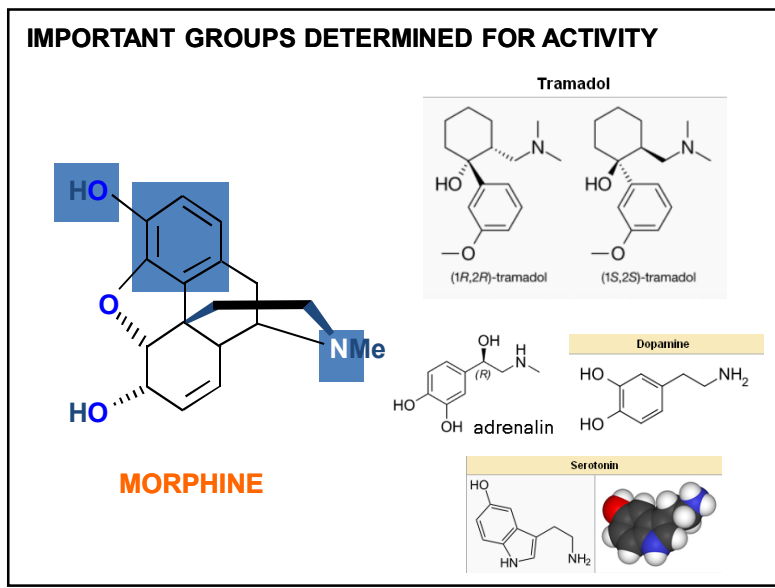 IMPORTANT GROUPS DETERMINED FOR ACTIVITY
Tramadol
HO
O
HO
NMe
MORPHINE
N
HO
O
(1R,2R)-tramadol
N
HO
O
(1S,2S)-tramadol
OH
H
N
(R)
HO
OH
adrenalin
Dopamine
HO
NH2
HO
Serotonin
HO
HN
NH2